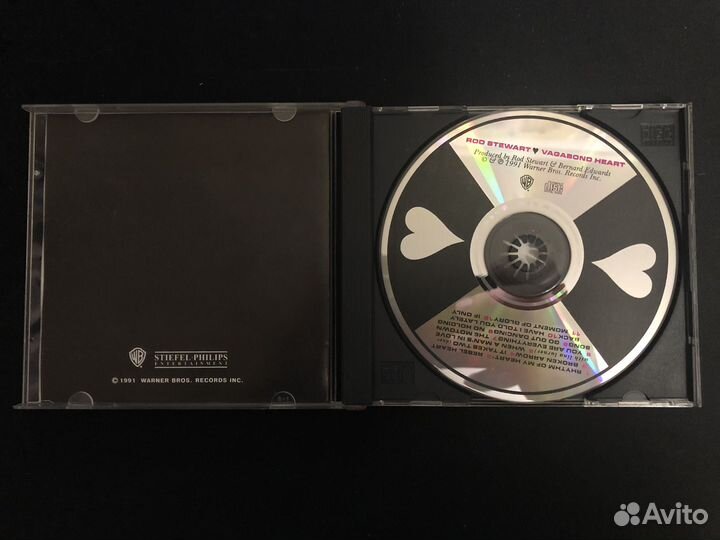 STIEFEL·PHILIPS
ENTERTAINMENT
© 1991 WARNER BROS. RECORDS INC.
ROD STEWART ♥ VAGABOND HEART
Produced by Rod Stewart & Bernard Edwards
© & ℗ 1991 Warner Bros. Records Inc.
WB
RHYTHM OF MY HEART REBEL HEART
BROKEN ARROW IT TAKES TWO
WHEN A MAN'S IN LOVE
YOU ARE EVERYTHING THE MOTOWN
SONG GO OUT DANCING NO HOLDING
BACK HAVE I TOLD YOU LATELY
MOMENT OF GLORY IF ONLY
Avito